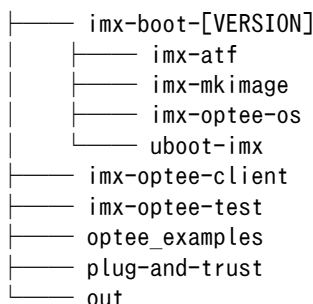 ├──── imx-boot-[VERSION]
│    ├──── imx-atf
│    ├──── imx-mkimage
│    ├──── imx-optee-os
│    └──── uboot-imx
├──── imx-optee-client
├──── imx-optee-test
├──── optee_examples
├──── plug-and-trust
└──── out